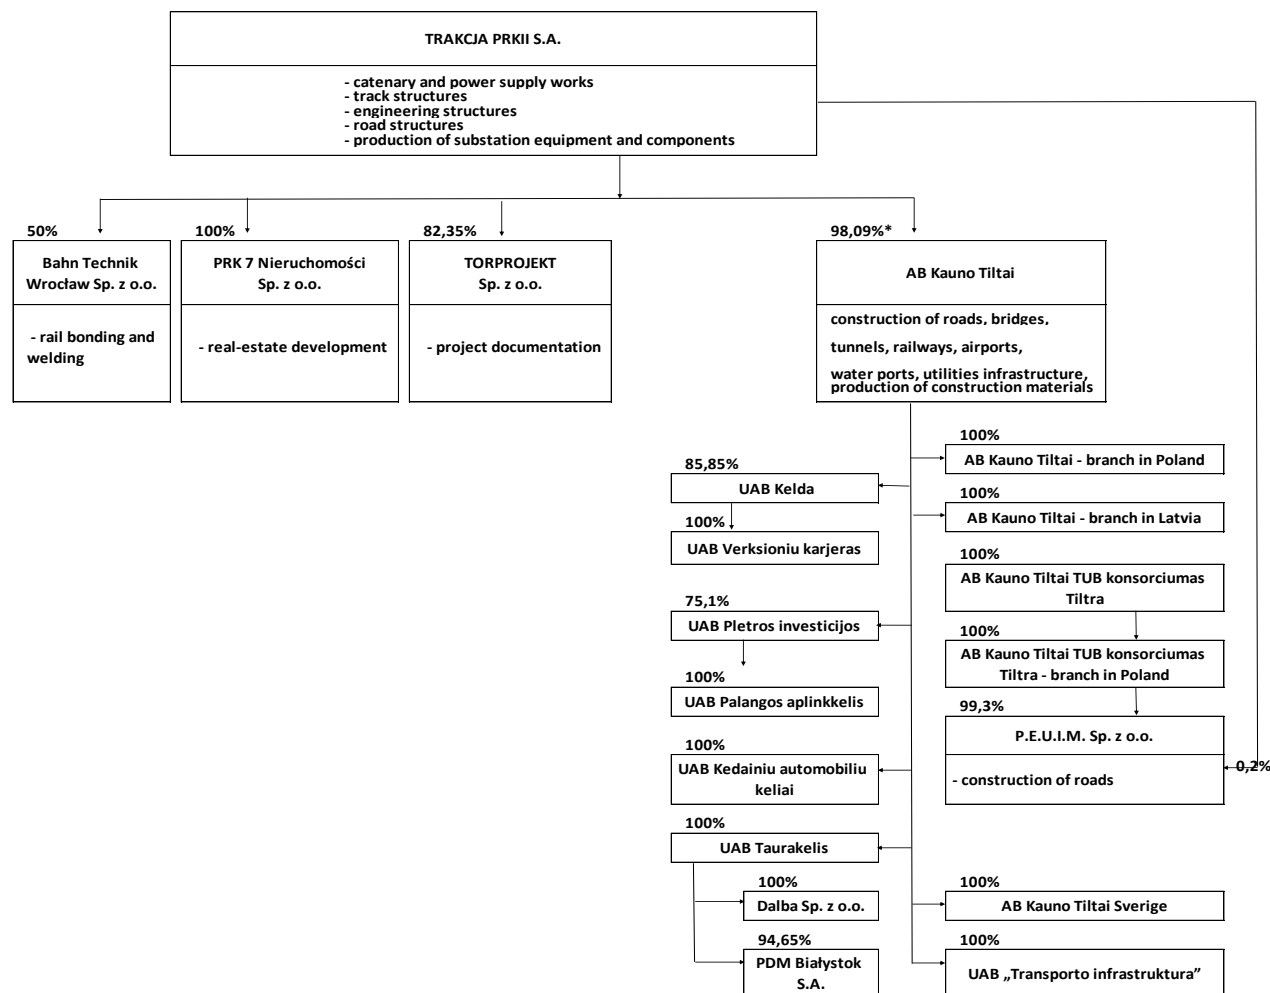 TRAKCJA PRKII S.A.
- catenary and power supply works
- track structures
- engineering structures
- road structures
- production of substation equipment and components
50%
Bahn Technik
Wrocław Sp. z o.o.
- rail bonding and
welding
100%
PRK 7 Nieruchomości
Sp. z o.o.
- real-estate development
82,35%
TORPROJEKT
Sp. z o.o.
- project documentation
98,09%*
AB Kauno Tiltai
construction of roads, bridges,
tunnels, railways, airports,
water ports, utilities infrastructure,
production of construction materials
85,85%
UAB Kelda
100%
UAB Verksioniu karjeras
75,1%
UAB Pletros investicijos
100%
UAB Palangos aplinkkelis
100%
UAB Kedainiu automobiliu
keliai
100%
UAB Taurakelis
100%
Dalba Sp. z o.o.
94,65%
PDM Białystok
S.A.
100%
AB Kauno Tiltai - branch in Poland
100%
AB Kauno Tiltai - branch in Latvia
100%
AB Kauno Tiltai TUB konsorciumas
Tiltra
100%
AB Kauno Tiltai TUB konsorciumas
Tiltra - branch in Poland
99,3%
P.E.U.I.M. Sp. z o.o.
- construction of roads
0,2%
100%
AB Kauno Tiltai Sverige
100%
UAB „Transporto infrastruktura”